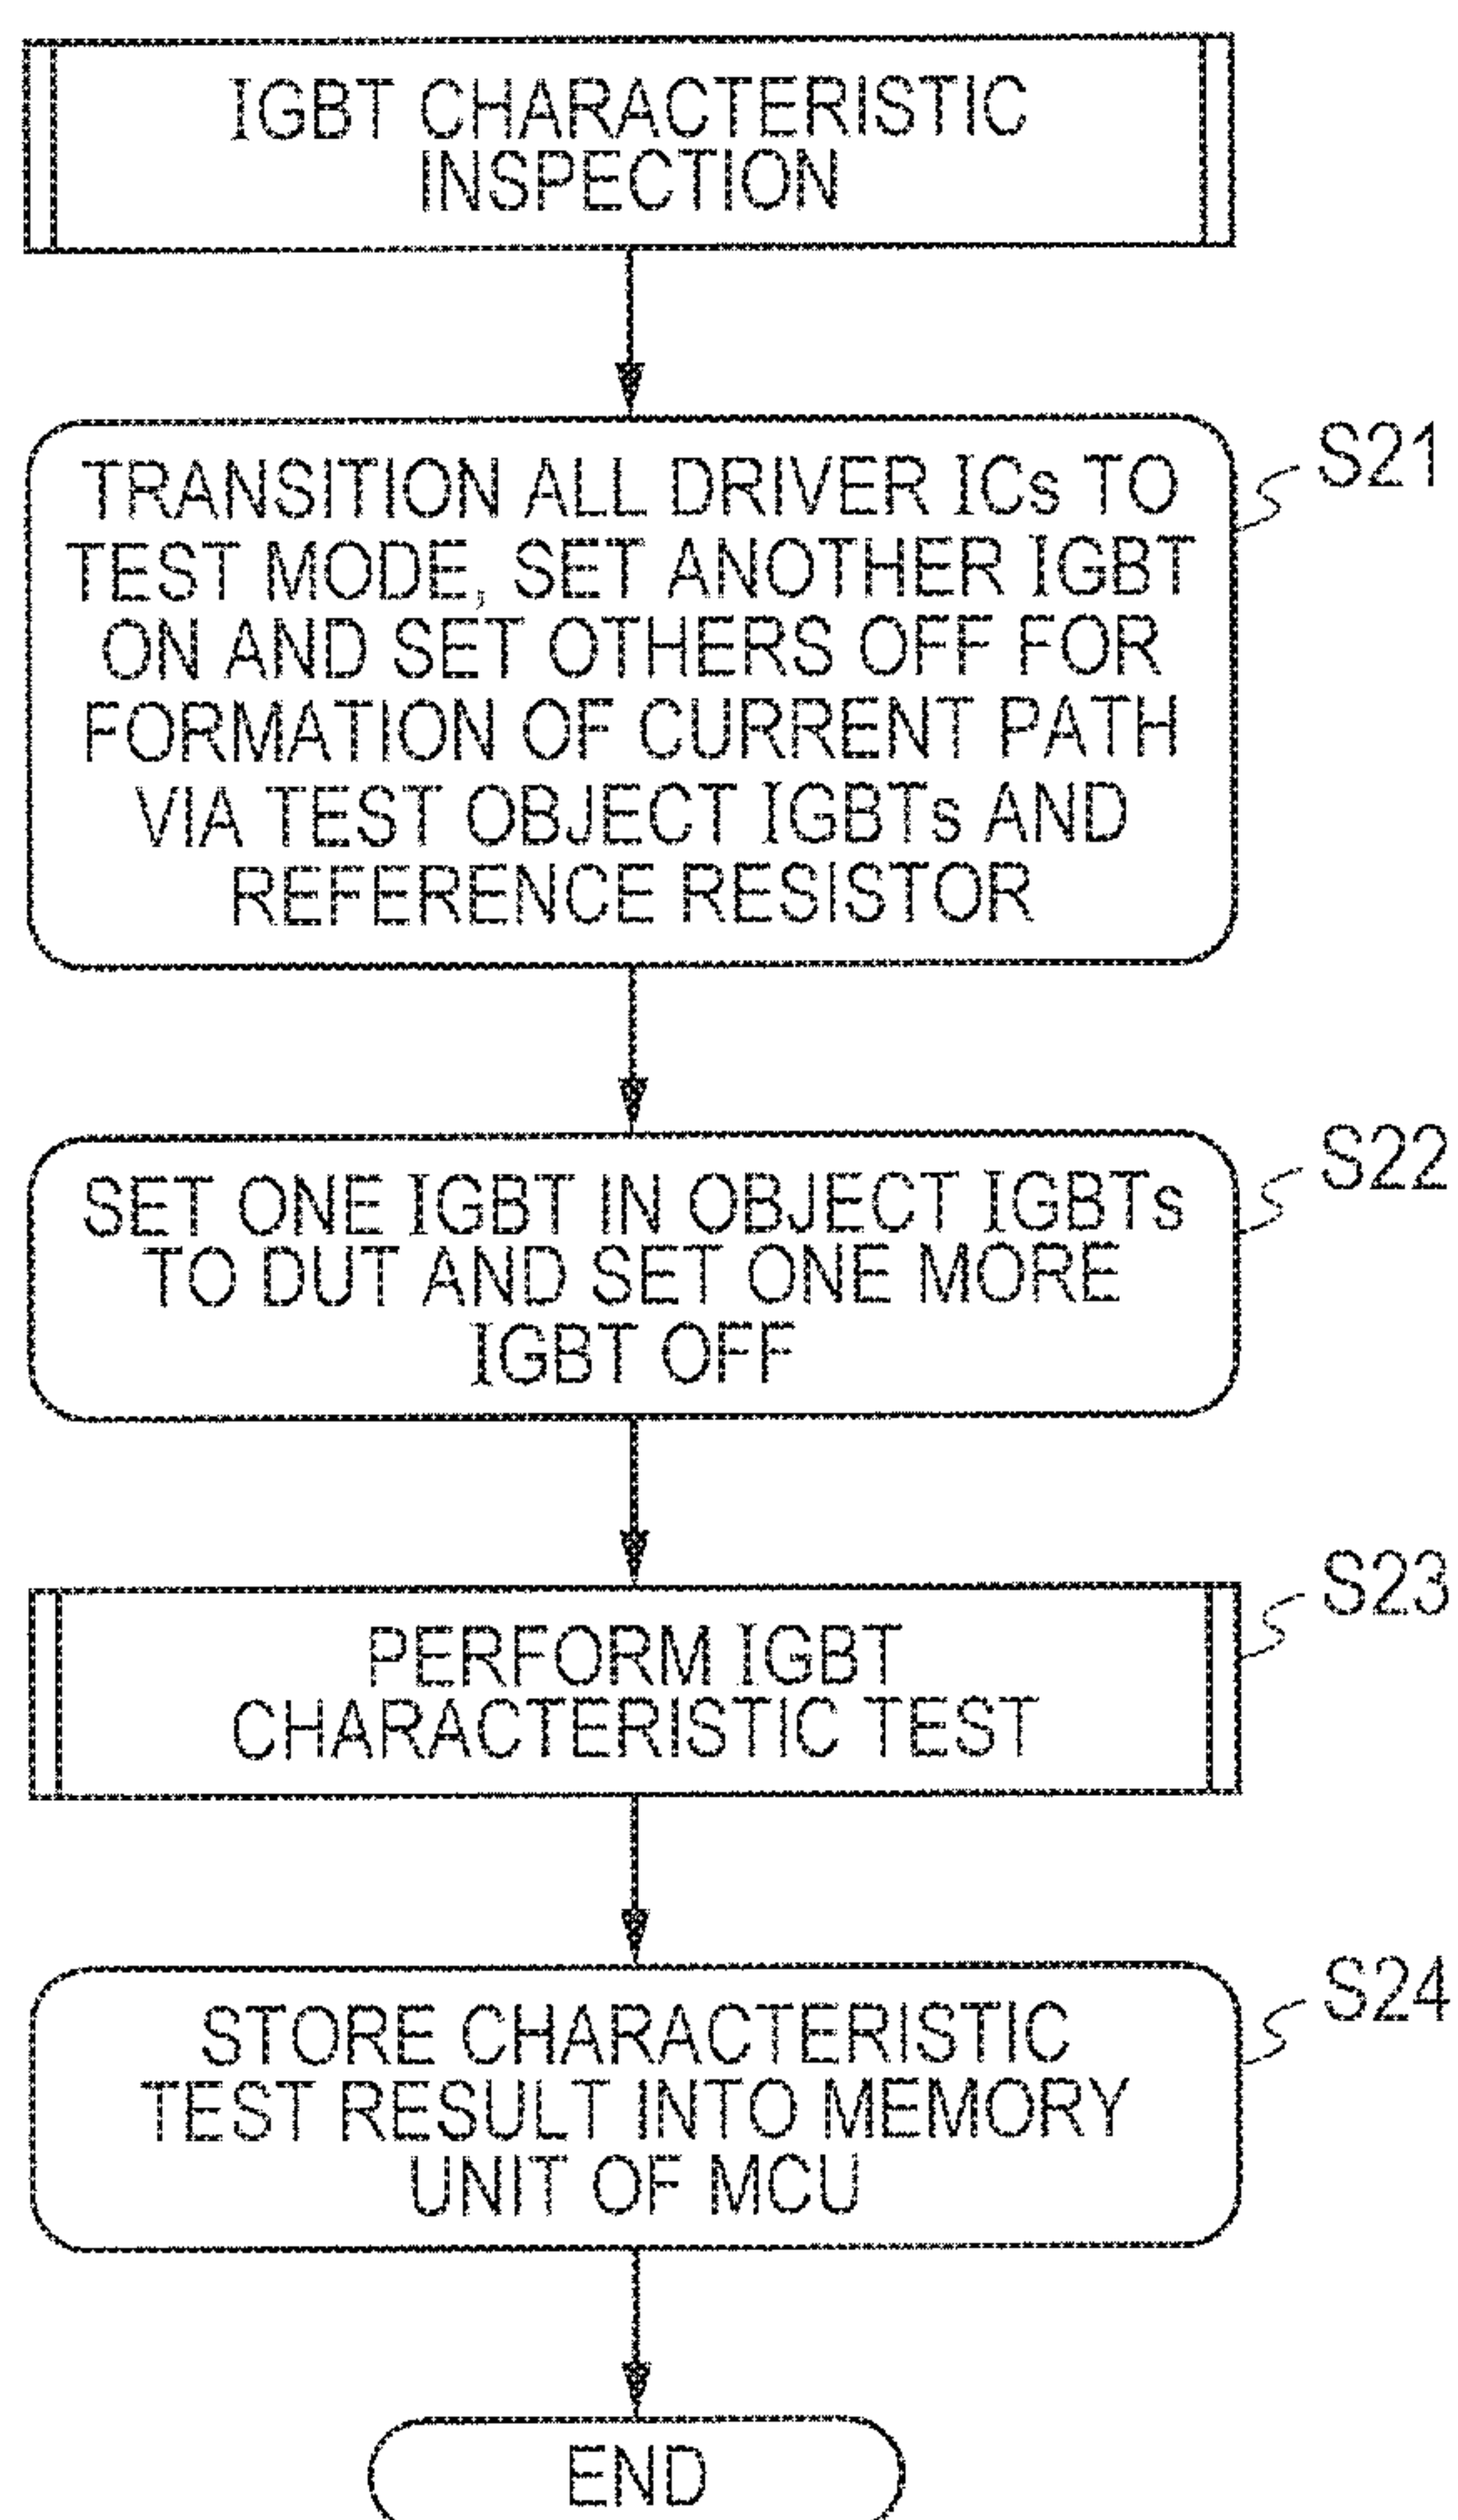 IGBT CHARACTERISTIC
INSPECTION
S21
TRANSITION ALL DRIVER ICs TO
TEST MODE, SET ANOTHER IGBT
ON AND SET OTHERS OFF FOR
FORMATION OF CURRENT PATH
VIA TEST OBJECT IGBTs AND
REFERENCE RESISTOR
S22
SET ONE IGBT IN OBJECT IGBTs
TO DUT AND SET ONE MORE
IGBT OFF
S23
PERFORM IGBT
CHARACTERISTIC TEST
S24
STORE CHARACTERISTIC
TEST RESULT INTO MEMORY
UNIT OF MCU
END